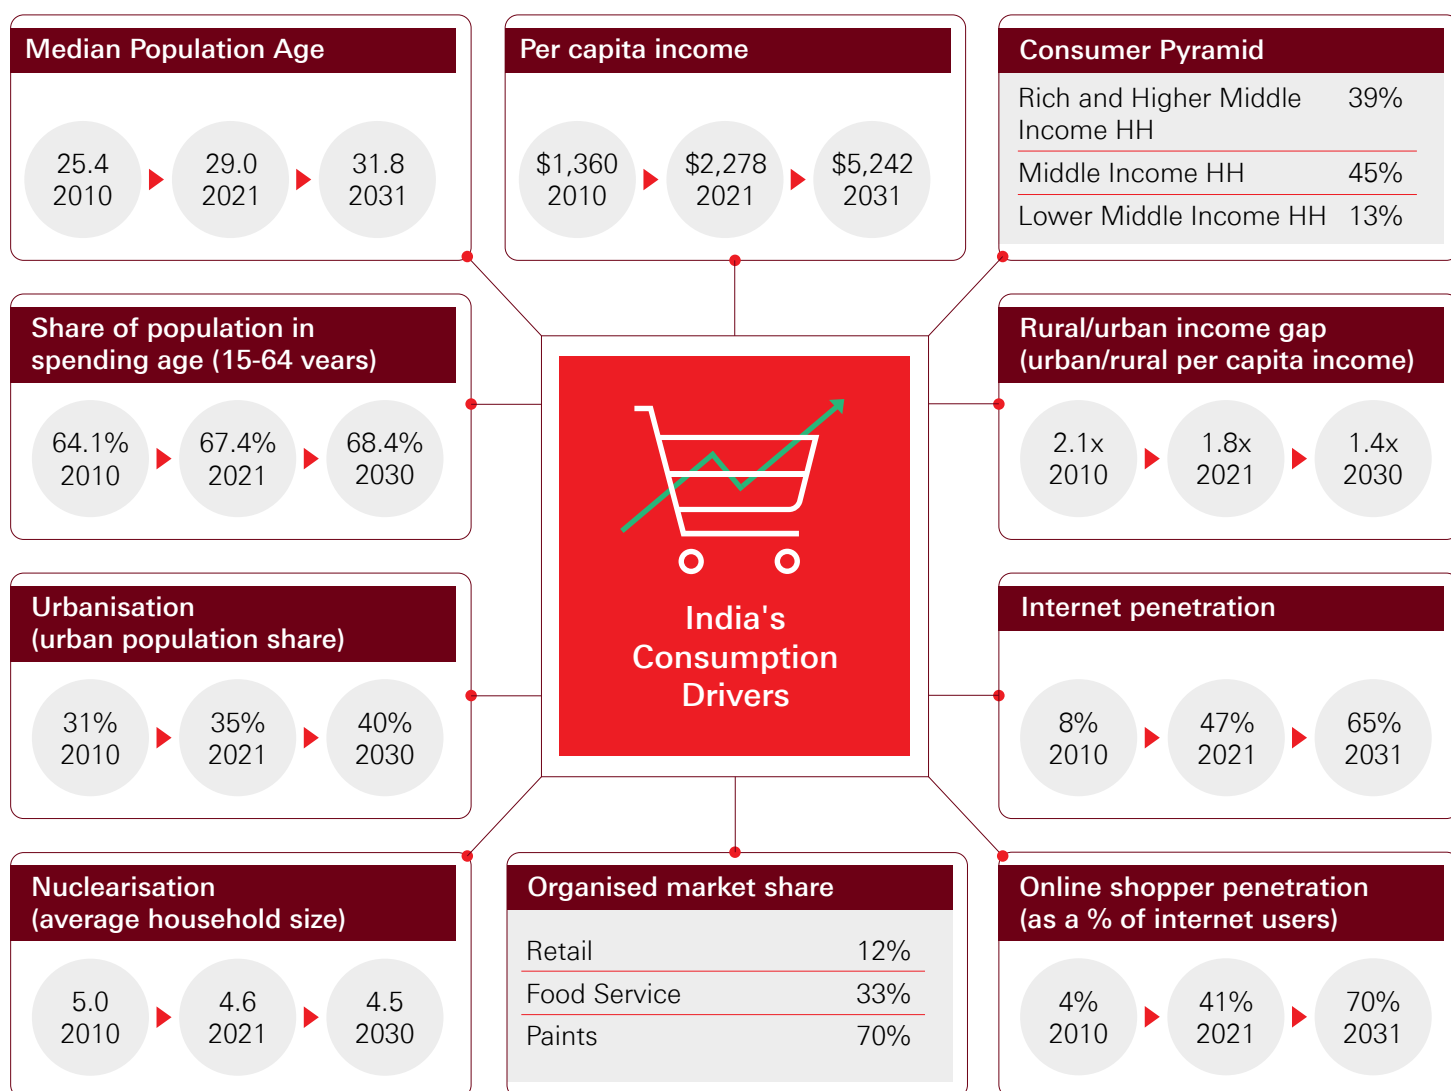 Median Population Age
25.4
2010
29.0
2021
31.8
2031
Per capita income
$1,360
2010
$2,278
2021
$5,242
2031
Consumer Pyramid
Rich and Higher Middle 39%
Income HH
Middle Income HH 45%
Lower Middle Income HH 13%
Share of population in
spending age (15-64 vears)
64.1%
2010
67.4%
2021
68.4%
2030
Rural/urban income gap
(urban/rural per capita income)
2.1x
2010
1.8x
2021
1.4x
2030
India's
Consumption
Drivers
Urbanisation
(urban population share)
31%
2010
35%
2021
40%
2030
Internet penetration
8%
2010
47%
2021
65%
2031
Nuclearisation
(average household size)
5.0
2010
4.6
2021
4.5
2030
Organised market share
Retail 12%
Food Service 33%
Paints 70%
Online shopper penetration
(as a % of internet users)
4%
2010
41%
2021
70%
2031